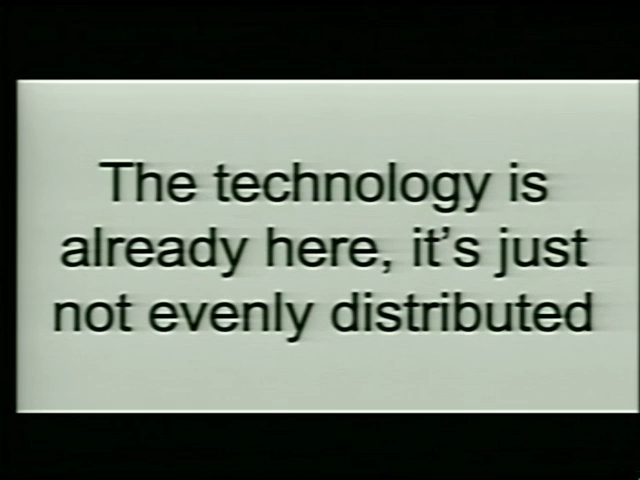 The technology is
already here, it’s just
not evenly distributed